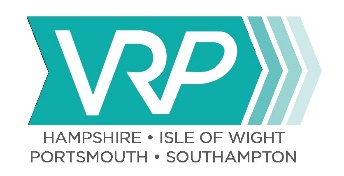 VRP
HAMPSHIRE • ISLE OF WIGHT
PORTSMOUTH • SOUTHAMPTON